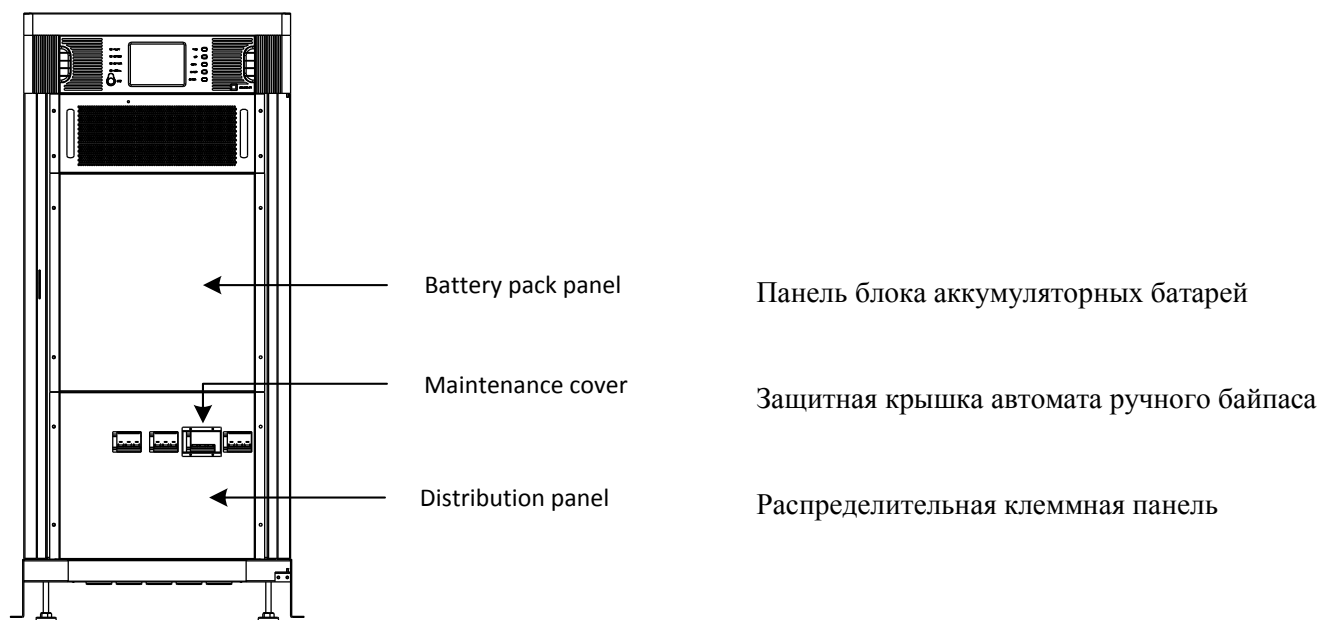 Battery pack panel
Панель блока аккумуляторных батарей
Maintenance cover
Защитная крышка автомата ручного байпаса
Distribution panel
Распределительная клеммная панель